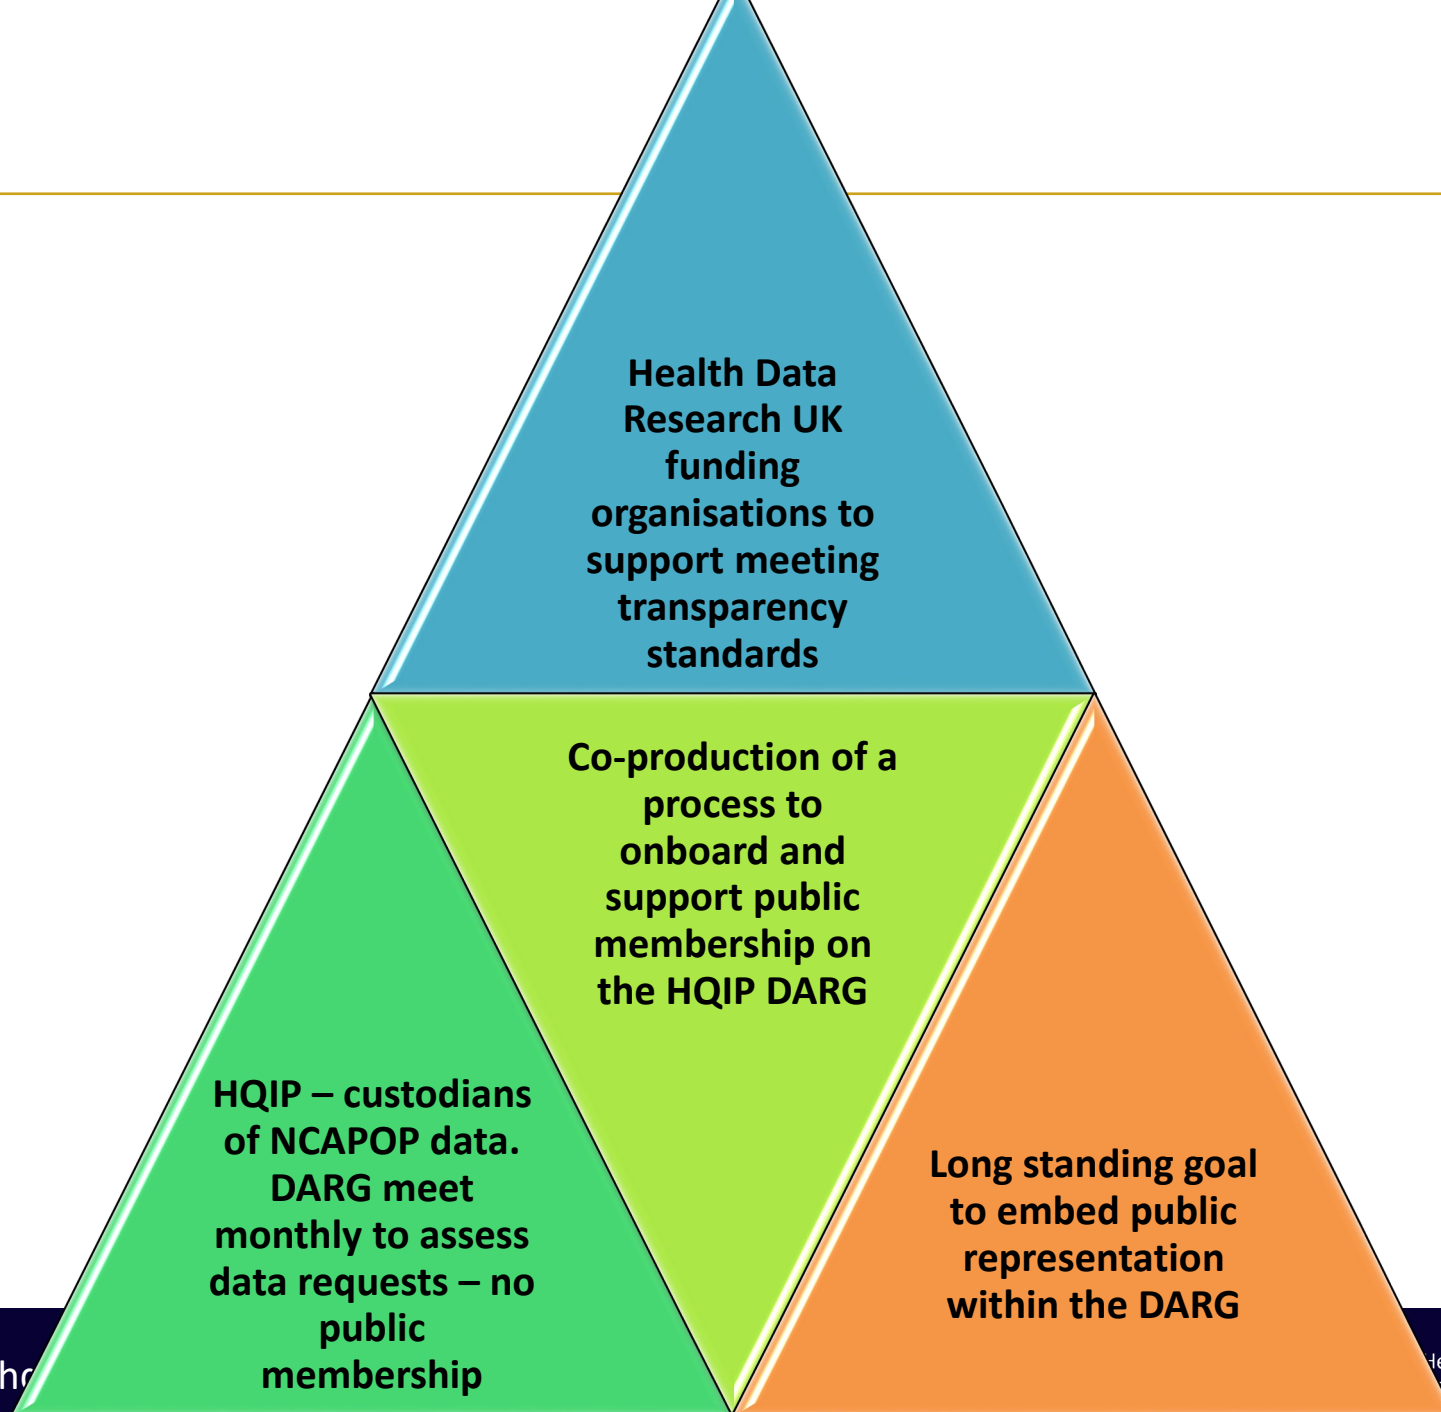 Health Data
Research UK
funding
organisations to
support meeting
transparency
standards
Co-production of a
process to
onboard and
support public
membership on
the HQIP DARG
HQIP – custodians
of NCAPOP data.
DARG meet
monthly to assess
data requests – no
public
membership
Long standing goal
to embed public
representation
within the DARG